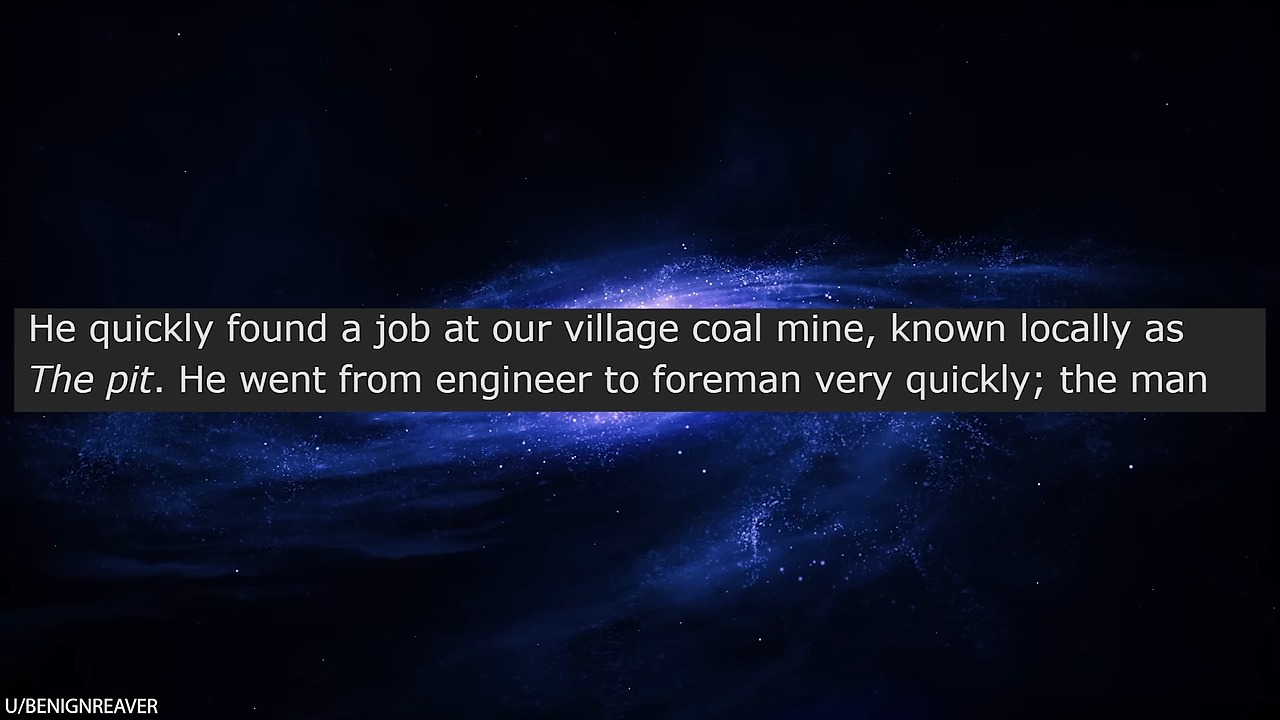 He quickly found a job at our village coal mine, known locally as
The pit. He went from engineer to foreman very quickly; the man
U/BENIGNREAVER